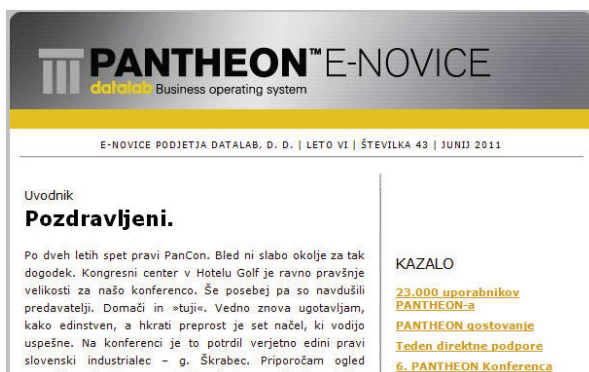 PANTHEON™ E-NOVICE
datalab Business operating system
E-NOVICE PODJETJA DATALAB, D. D. | LETO VI | ŠTEVILKA 43 | JUNIJ 2011
Uvodnik
Pozdravljeni.
Po dveh letih spet pravi PanCon. Bled ni slabo okolje za tak
dogodek. Kongresni center v Hotelu Golf je ravno pravšnje
velikosti za našo konferenco. Še posebej pa so navdušili
predavatelji. Domači in »tuji«. Vedno znova ugotavljam,
kako edinstven, a hkrati preprost je set načel, ki vodijo
uspešne. Na konferenci je to potrdil verjetno edini pravi
slovenski industrialec – g. Škrabec. Priporočam ogled
KAZALO
23.000 uporabnikov
PANTHEON-a
PANTHEON gostovanje
Teden direktne podpore
6. PANTHEON Konferenca